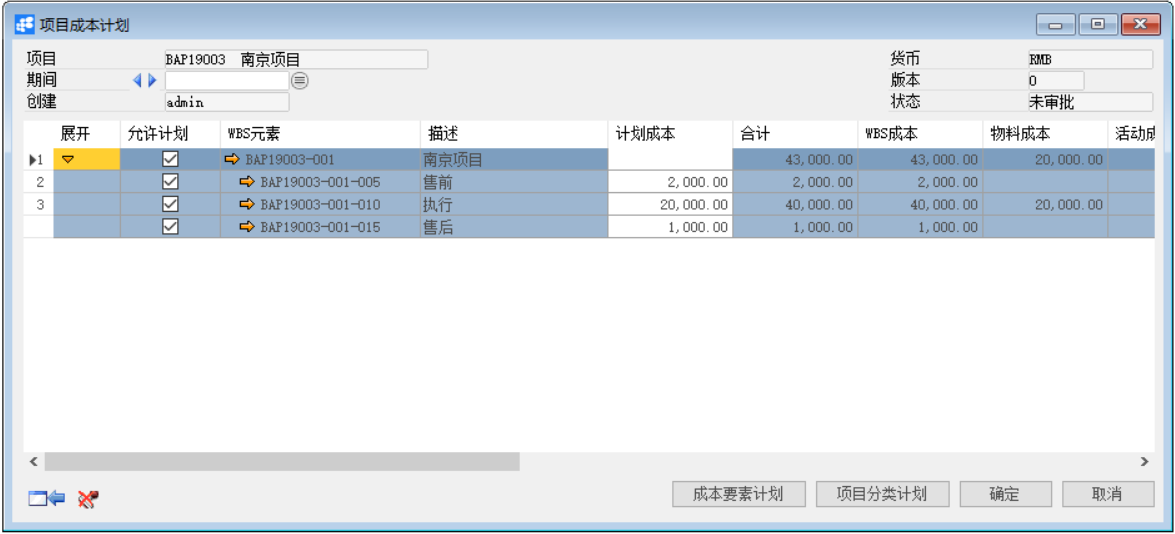 项目成本计划
项目 BAP19003 南京项目 货币 RMB
期间 版本 0
创建 admin 状态 未审批
展开 允许计划 WBS元素 描述 计划成本 合计 WBS成本 物料成本 活动成
1 BAP19003-001 南京项目 43,000.00 43,000.00 20,000.00
2 BAP19003-001-005 售前 2,000.00 2,000.00 2,000.00
3 BAP19003-001-010 执行 20,000.00 40,000.00 40,000.00 20,000.00
BAP19003-001-015 售后 1,000.00 1,000.00 1,000.00
成本要素计划 项目分类计划 确定 取消